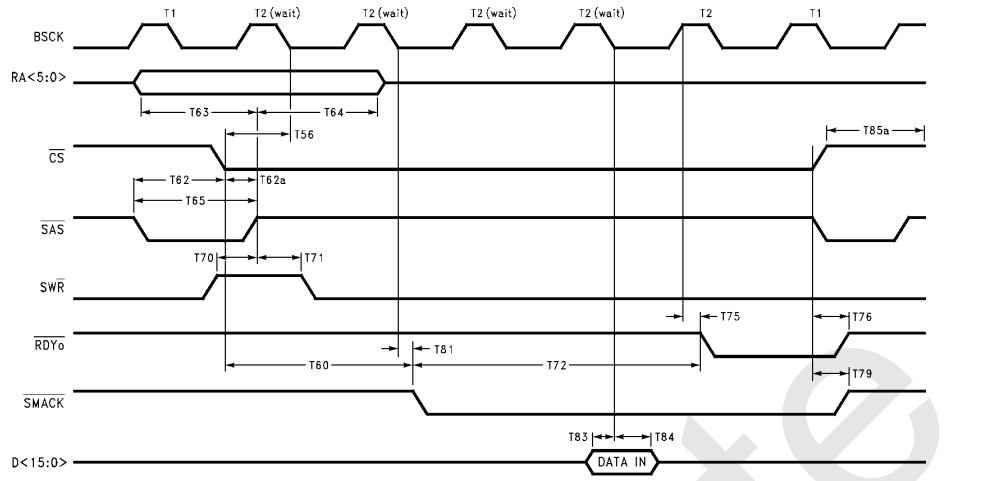 T1 T2 (wait) T2 (wait) T2 (wait) T2 (wait) T2 T1
BSCK
RA<5:0>
T63 T64
T56 T85a
CS
T62 T62a
T65
SAS
T70 T71
SWR
T75 T76
RDYo
T81
T60 T72
T79
SMACK
T83 T84
D<15:0> DATA IN